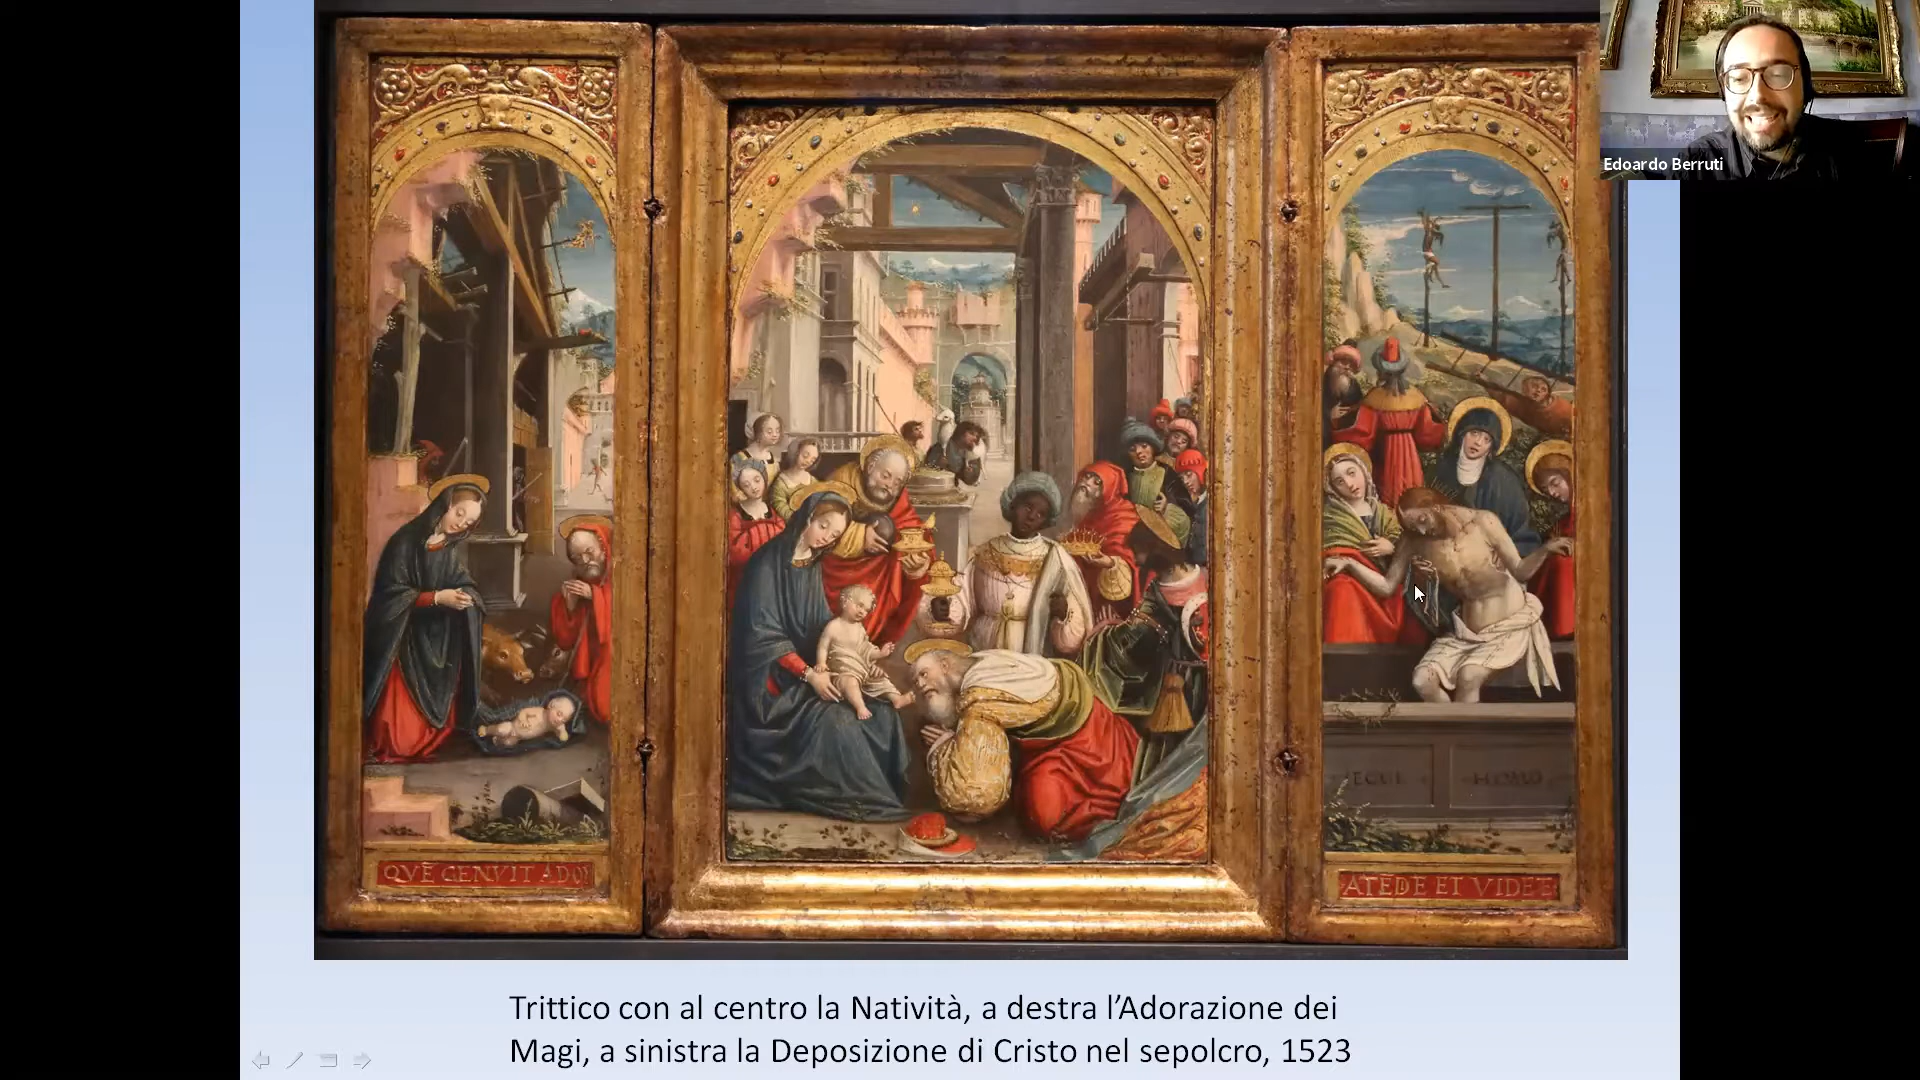 Edoardo Berruti
QVĒ GENVIT ADO
ATĒDE ET VIDE
HOMO
Trittico con al centro la Natività, a destra l’Adorazione dei
Magi, a sinistra la Deposizione di Cristo nel sepolcro, 1523